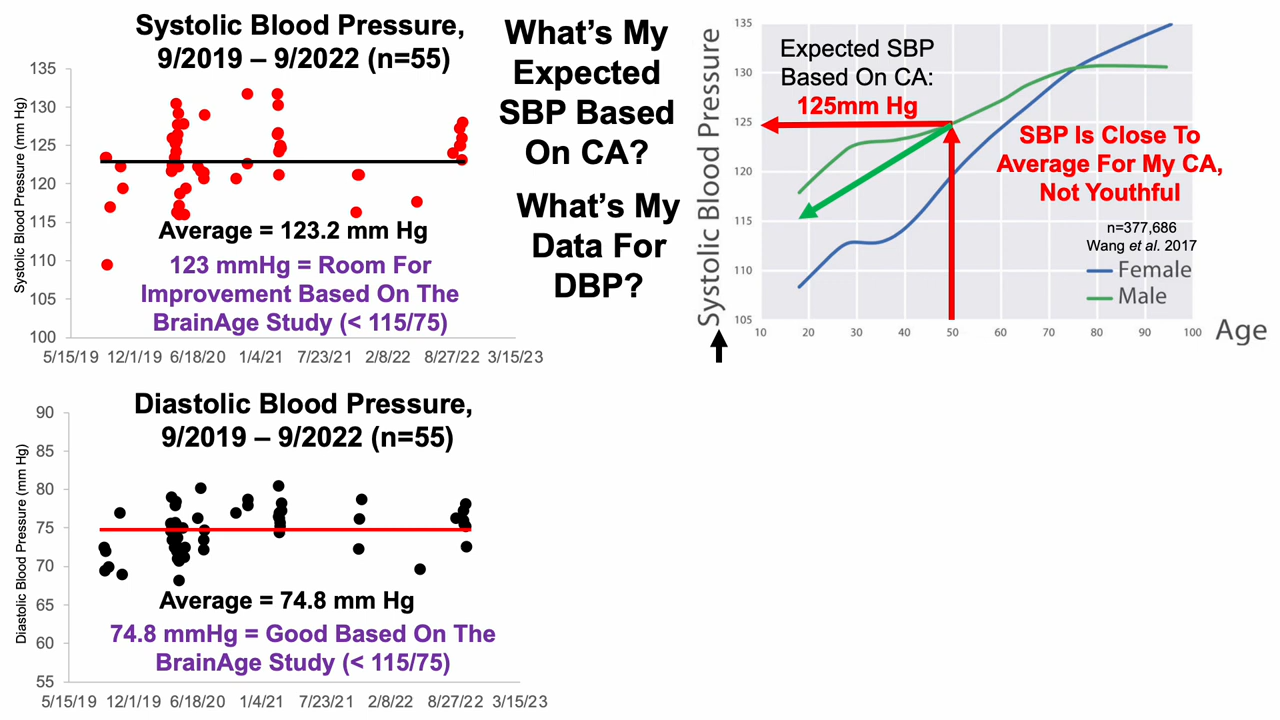 Systolic Blood Pressure,
9/2019 – 9/2022 (n=55)
Systolic Blood Pressure (mm Hg)
135
130
125
120
115
110
105
100
Average = 123.2 mm Hg
123 mmHg = Room For
Improvement Based On The
BrainAge Study (< 115/75)
5/15/19 12/1/19 6/18/20 1/4/21 7/23/21 2/8/22 8/27/22 3/15/23
What’s My
Expected
SBP Based
On CA?
What’s My
Data For
DBP?
Systolic Blood Pressure
135
130
125
120
115
110
105
Expected SBP
Based On CA:
125mm Hg
SBP Is Close To
Average For My CA,
Not Youthful
n=377,686
Wang et al. 2017
Female
Male
10 20 30 40 50 60 70 80 90 100
Age
Diastolic Blood Pressure,
9/2019 – 9/2022 (n=55)
Diastolic Blood Pressure (mm Hg)
90
85
80
75
70
65
60
55
Average = 74.8 mm Hg
74.8 mmHg = Good Based On The
BrainAge Study (< 115/75)
5/15/19 12/1/19 6/18/20 1/4/21 7/23/21 2/8/22 8/27/22 3/15/23